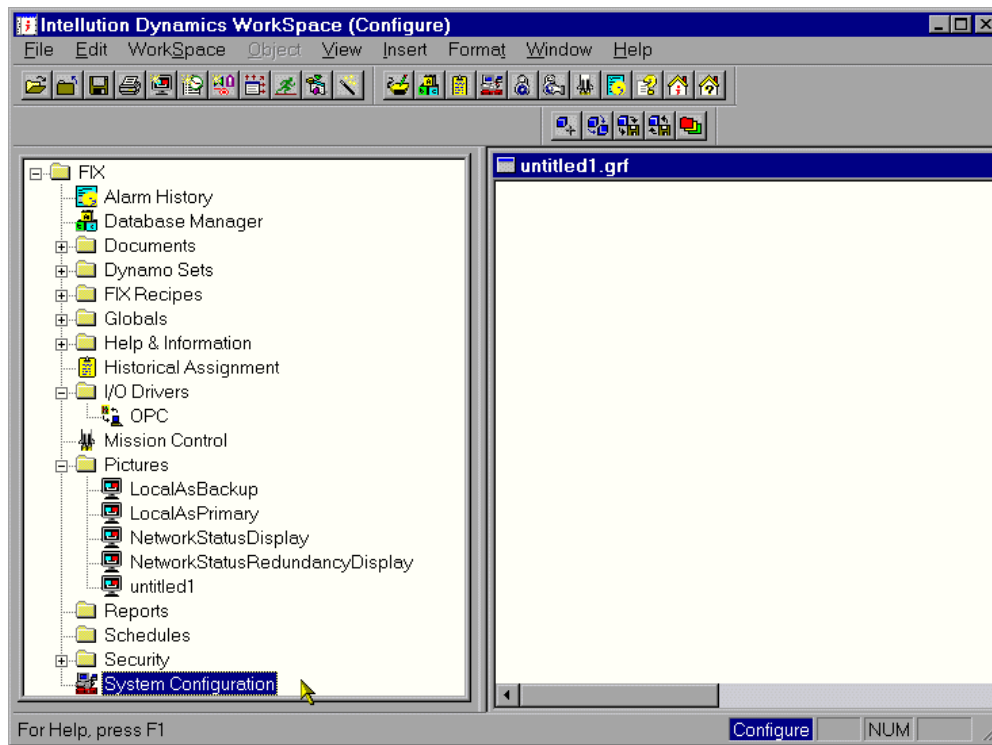 Intellution Dynamics WorkSpace (Configure)
File Edit WorkSpace Object View Insert Format Window Help
untitled1.grf
FIX
Alarm History
Database Manager
Documents
Dynamo Sets
FIX Recipes
Globals
Help & Information
Historical Assignment
I/O Drivers
OPC
Mission Control
Pictures
LocalAsBackup
LocalAsPrimary
NetworkStatusDisplay
NetworkStatusRedundancyDisplay
untitled1
Reports
Schedules
Security
System Configuration
For Help, press F1
Configure NUM